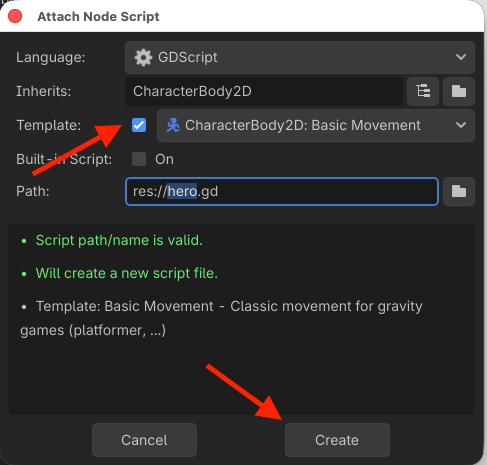 Attach Node Script
Language: GDScript
Inherits: CharacterBody2D
Template: CharacterBody2D: Basic Movement
Built-in Script: On
Path: res://hero.gd
• Script path/name is valid.
• Will create a new script file.
• Template: Basic Movement - Classic movement for gravity
games (platformer, ...)
Cancel Create